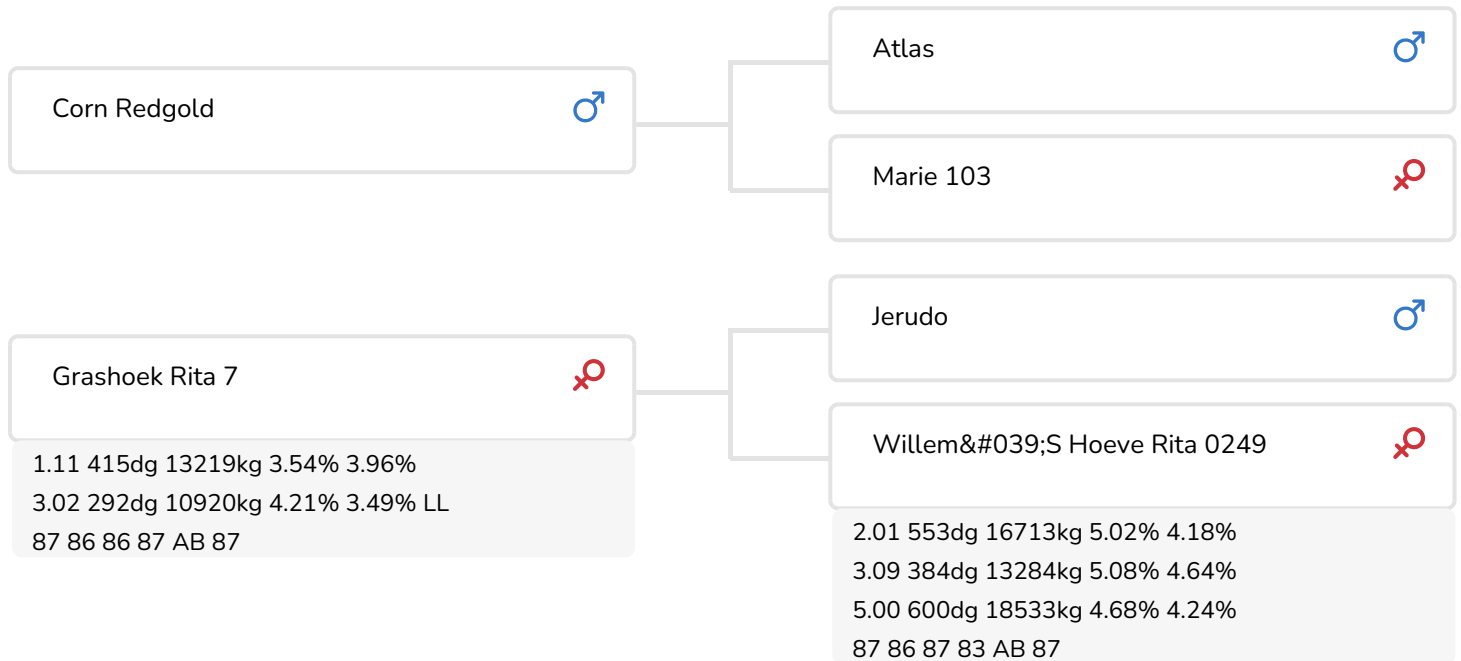 Corn Redgold
Atlas
Marie 103
Grashoek Rita 7
1.11 415dg 13219kg 3.54% 3.96%
3.02 292dg 10920kg 4.21% 3.49% LL
87 86 86 87 AB 87
Jerudo
Willem&#039;S Hoeve Rita 0249
2.01 553dg 16713kg 5.02% 4.18%
3.09 384dg 13284kg 5.08% 4.64%
5.00 600dg 18533kg 4.68% 4.24%
87 86 87 83 AB 87